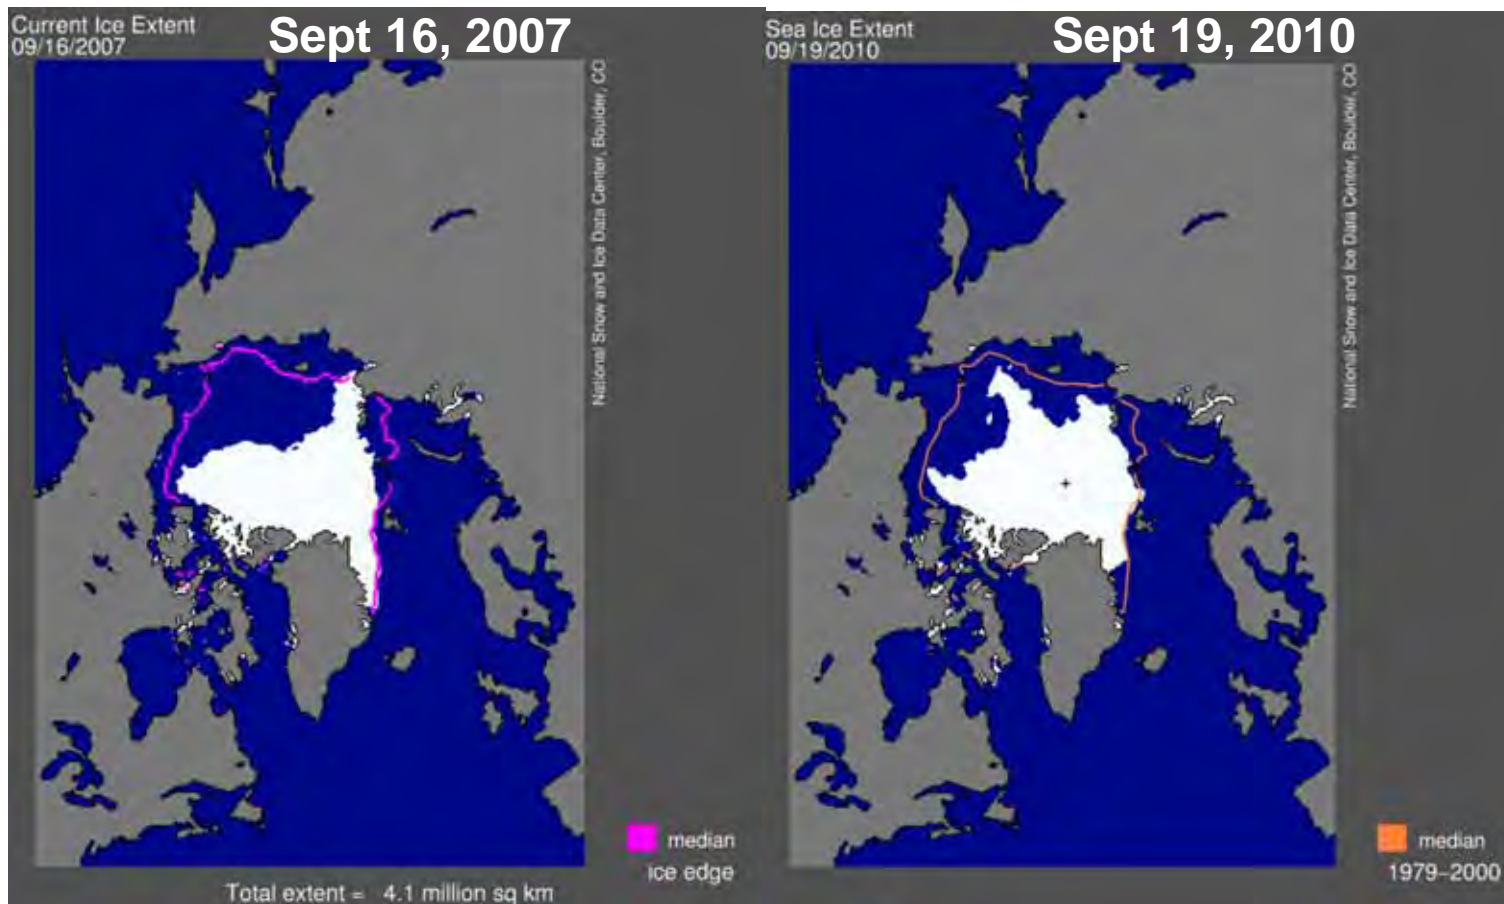 Current Ice Extent
09/16/2007
Sept 16, 2007
National Snow and Ice Data Center, Boulder, CO
median
ice edge
Total extent = 4.1 million sq km
Sea Ice Extent
09/19/2010
Sept 19, 2010
National Snow and Ice Data Center, Boulder, CO
median
1979–2000